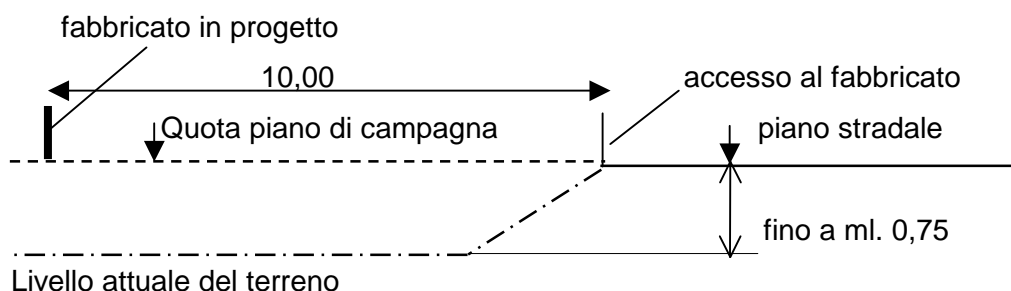 fabbricato in progetto
10,00
accesso al fabbricato
Quota piano di campagna
piano stradale
fino a ml. 0,75
Livello attuale del terreno